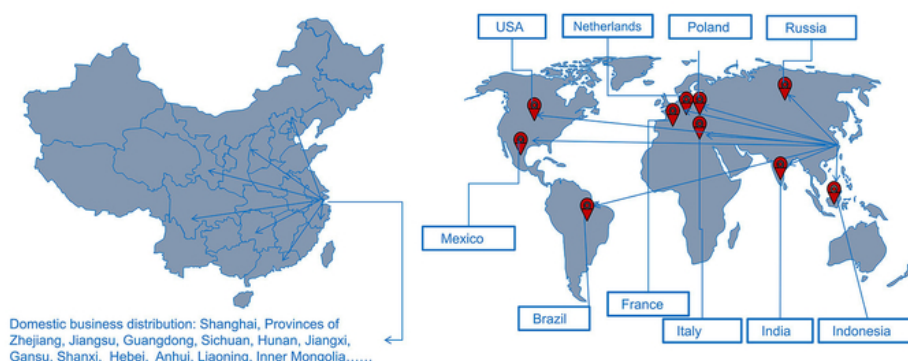 USA
Netherlands
Poland
Russia
Mexico
Brazil
France
Italy
India
Indonesia
Domestic business distribution: Shanghai, Provinces of
Zhejiang, Jiangsu, Guangdong, Sichuan, Hunan, Jiangxi,
Gansu, Shanxi, Hebei, Anhui, Liaoning, Inner Mongolia......